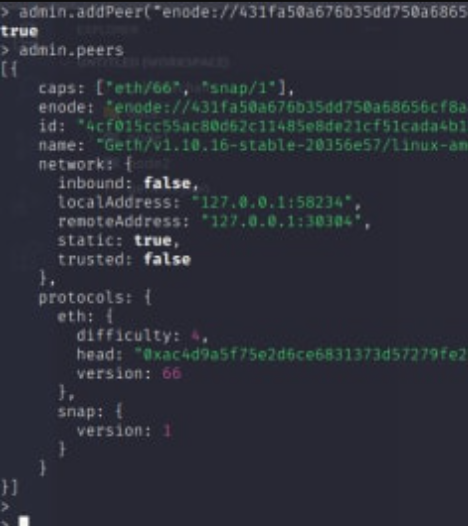 > admin.addPeer("enode://431fa50a676b35dd750a6865
true
> admin.peers
[{
caps: ["eth/66", "snap/1"],
enode: "enode://431fa50a676b35dd750a68656cf8a
id: "4cf015cc55ac80d62c11485e8de21cf51cada4b1
name: "Geth/v1.10.16-stable-20356e57/linux-am
network: {
inbound: false,
localAddress: "127.0.0.1:58234",
remoteAddress: "127.0.0.1:30304",
static: true,
trusted: false
},
protocols: {
eth: {
difficulty: 4,
head: "0xac4d9a5f75e2d6ce6831373d57279fe2
version: 66
},
snap: {
version: 1
}
}
}]
>
>